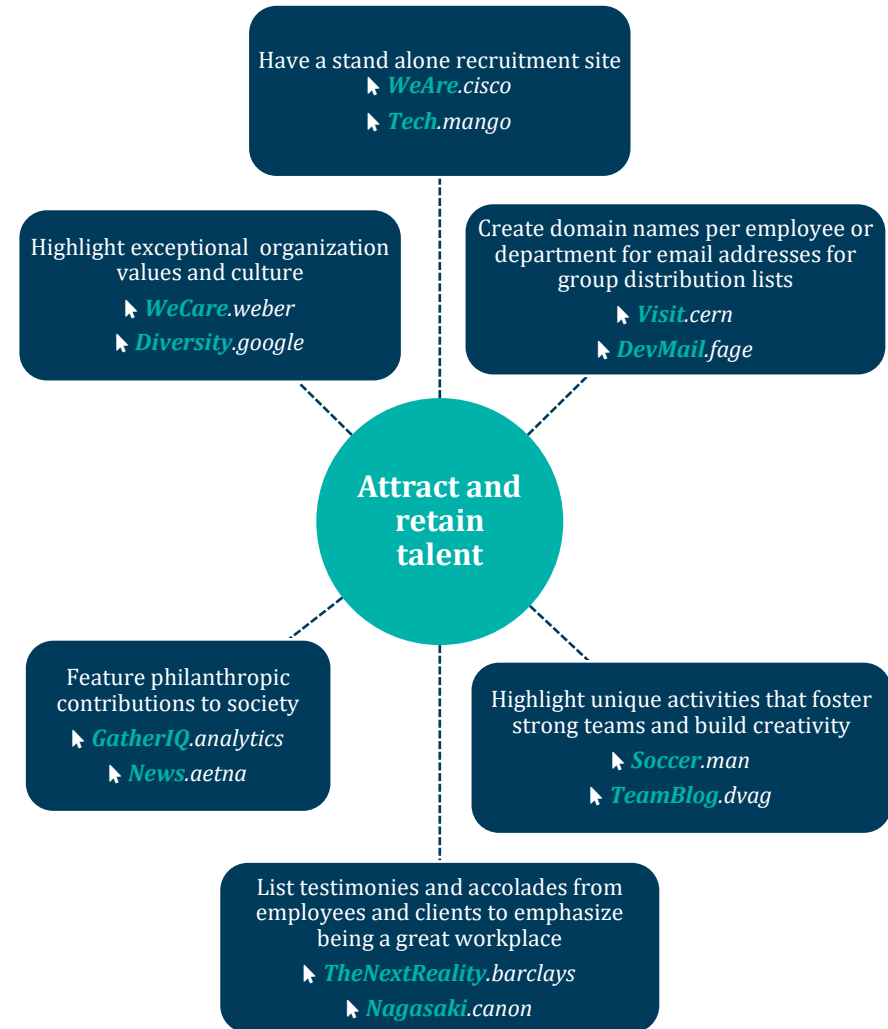 Have a stand alone recruitment site
WeAre.cisco
Tech.mango
Highlight exceptional organization
values and culture
WeCare.weber
Diversity.google
Create domain names per employee or
department for email addresses for
group distribution lists
Visit.cern
DevMail.fage
Attract and
retain
talent
Feature philanthropic
contributions to society
GatherIQ.analytics
News.aetna
Highlight unique activities that foster
strong teams and build creativity
Soccer.man
TeamBlog.dvag
List testimonies and accolades from
employees and clients to emphasize
being a great workplace
TheNextReality.barclays
Nagasaki.canon